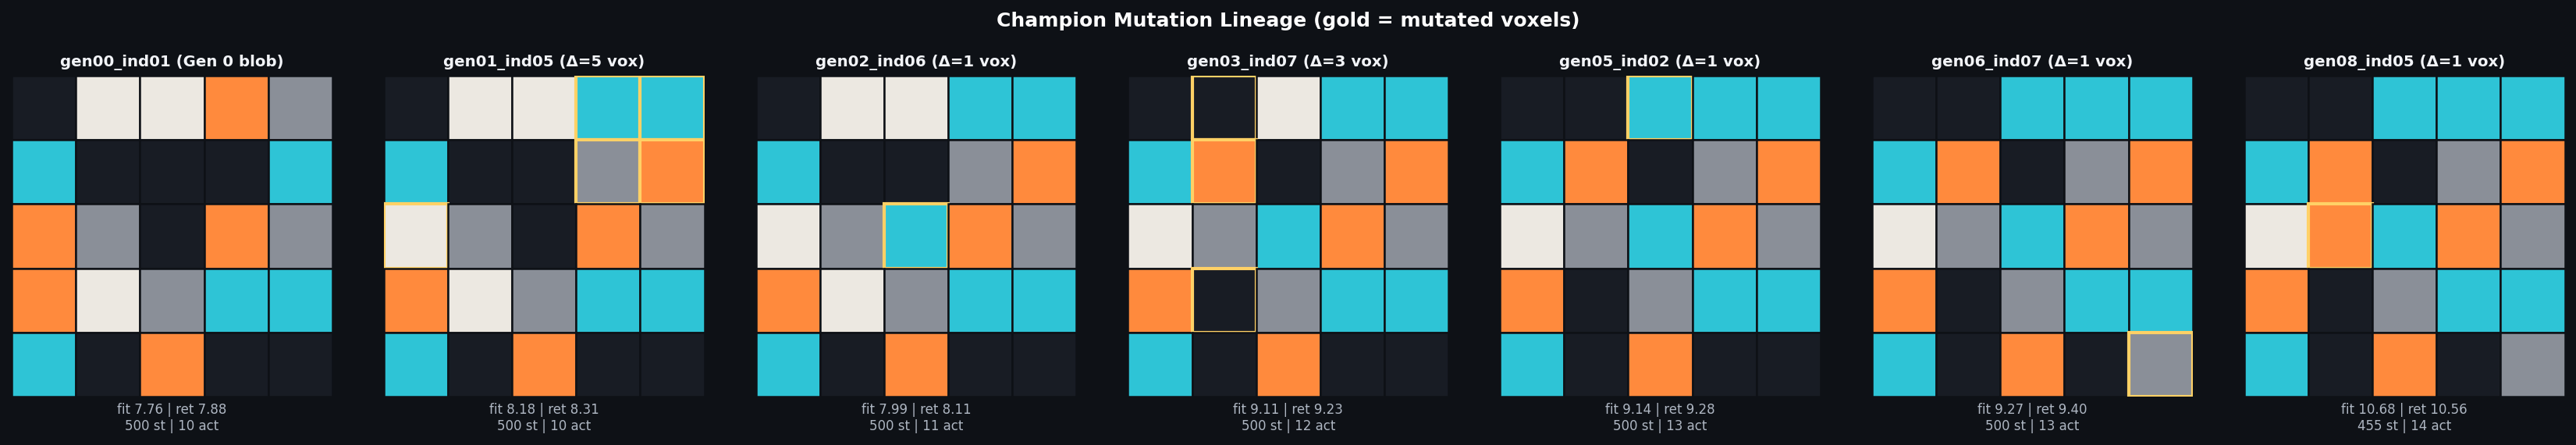 Champion Mutation Lineage (gold = mutated voxels)
gen00_ind01 (Gen 0 blob)
gen01_ind05 (Δ=5 vox)
gen02_ind06 (Δ=1 vox)
gen03_ind07 (Δ=3 vox)
gen05_ind02 (Δ=1 vox)
gen06_ind07 (Δ=1 vox)
gen08_ind05 (Δ=1 vox)
fit 7.76 | ret 7.88
500 st | 10 act
fit 8.18 | ret 8.31
500 st | 10 act
fit 7.99 | ret 8.11
500 st | 11 act
fit 9.11 | ret 9.23
500 st | 12 act
fit 9.14 | ret 9.28
500 st | 13 act
fit 9.27 | ret 9.40
500 st | 13 act
fit 10.68 | ret 10.56
455 st | 14 act